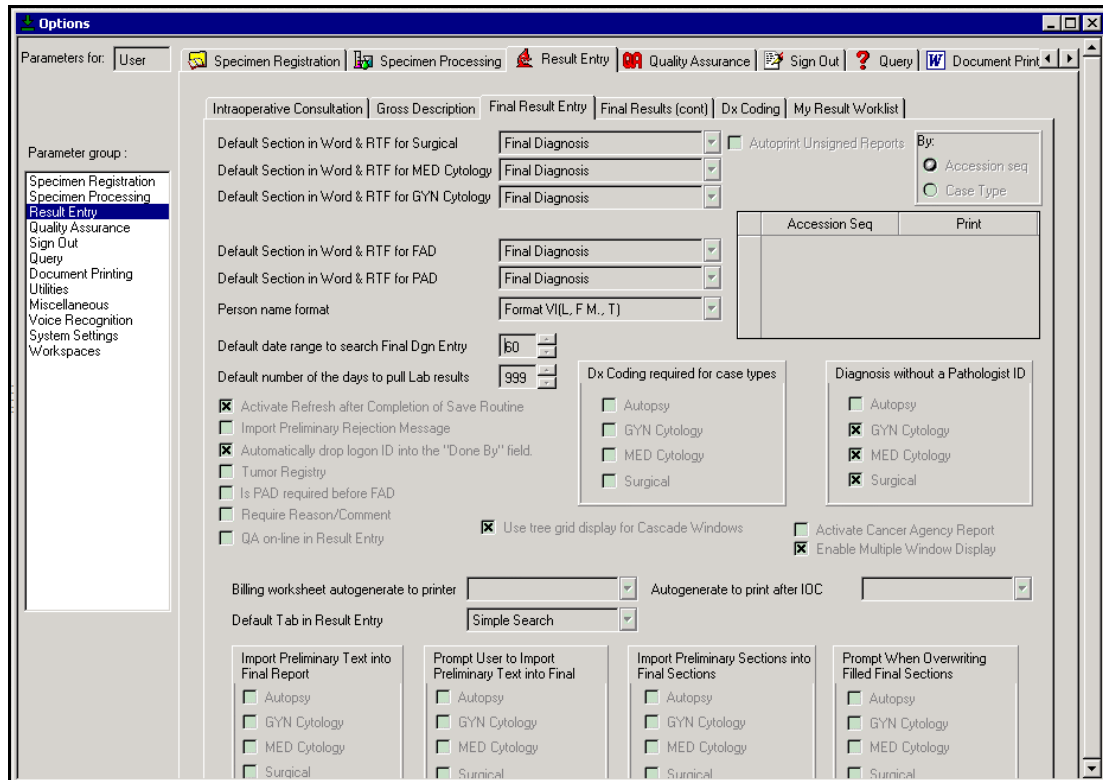 Options
Parameters for: User
Specimen Registration Specimen Processing Result Entry QA Quality Assurance Sign Out ? Query W Document Print
Intraoperative Consultation Gross Description Final Result Entry Final Results (cont) Dx Coding My Result Worklist
Parameter group :
Specimen Registration
Specimen Processing
Result Entry
Quality Assurance
Sign Out
Query
Document Printing
Utilities
Miscellaneous
Voice Recognition
System Settings
Workspaces
Default Section in Word & RTF for Surgical Final Diagnosis
Default Section in Word & RTF for MED Cytology Final Diagnosis
Default Section in Word & RTF for GYN Cytology Final Diagnosis
Autoprint Unsigned Reports
By:
Accession seq
Case Type
Accession Seq Print
Default Section in Word & RTF for FAD Final Diagnosis
Default Section in Word & RTF for PAD Final Diagnosis
Person name format Format VI(L, F M., T)
Default date range to search Final Dgn Entry 60
Default number of the days to pull Lab results 999
Activate Refresh after Completion of Save Routine
Import Preliminary Rejection Message
Automatically drop logon ID into the "Done By" field.
Tumor Registry
Is PAD required before FAD
Require Reason/Comment
QA on-line in Result Entry
Dx Coding required for case types
Autopsy
GYN Cytology
MED Cytology
Surgical
Diagnosis without a Pathologist ID
Autopsy
GYN Cytology
MED Cytology
Surgical
Use tree grid display for Cascade Windows
Activate Cancer Agency Report
Enable Multiple Window Display
Billing worksheet autogenerate to printer
Autogenerate to print after IOC
Default Tab in Result Entry Simple Search
Import Preliminary Text into
Final Report
Autopsy
GYN Cytology
MED Cytology
Surgical
Prompt User to Import
Preliminary Text into Final
Autopsy
GYN Cytology
MED Cytology
Surgical
Import Preliminary Sections into
Final Sections
Autopsy
GYN Cytology
MED Cytology
Surgical
Prompt When Overwriting
Filled Final Sections
Autopsy
GYN Cytology
MED Cytology
Surgical